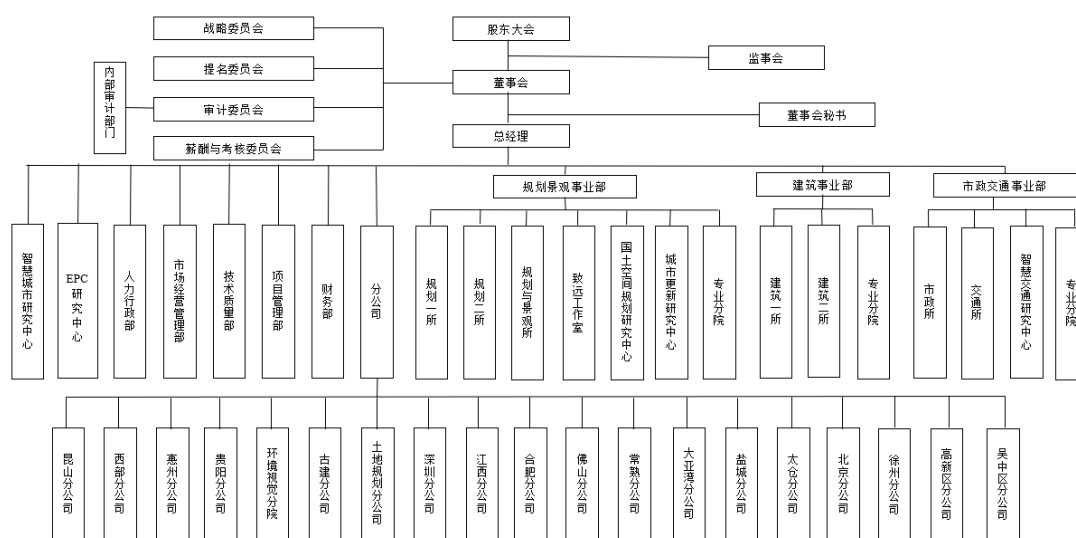 战略委员会
股东大会
监事会
提名委员会
内部审计部门
董事会
审计委员会
董事会秘书
总经理
薪酬与考核委员会
规划景观事业部
建筑事业部
市政交通事业部
智慧城市研究中心
EPC研究中心
人力行政部
市场经营管理部
技术质量部
项目管理部
财务部
分公司
规划一所
规划二所
规划与景观所
致远工作室
国土空间规划研究中心
城市更新研究中心
专业分院
建筑一所
建筑二所
专业分院
市政所
交通所
智慧交通研究中心
专业分院
昆山分公司
西部分公司
惠州分公司
贵阳分公司
环境视觉分院
古建分公司
土地规划分公司
深圳分公司
江西分公司
合肥分公司
佛山分公司
常熟分公司
大亚湾分公司
盐城分公司
太仓分公司
北京分公司
徐州分公司
高新区分公司
吴中区分公司